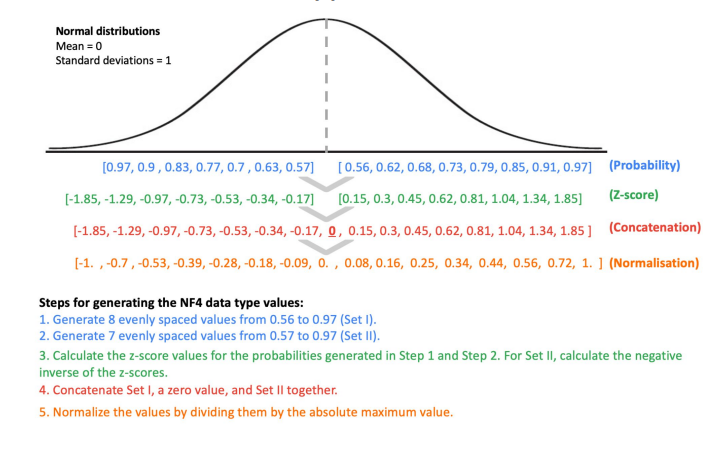 Normal distributions
Mean = 0
Standard deviations = 1
[0.97, 0.9 , 0.83, 0.77, 0.7 , 0.63, 0.57] [ 0.56, 0.62, 0.68, 0.73, 0.79, 0.85, 0.91, 0.97] (Probability)
[-1.85, -1.29, -0.97, -0.73, -0.53, -0.34, -0.17] [0.15, 0.3, 0.45, 0.62, 0.81, 1.04, 1.34, 1.85] (Z-score)
[-1.85, -1.29, -0.97, -0.73, -0.53, -0.34, -0.17, 0 , 0.15, 0.3, 0.45, 0.62, 0.81, 1.04, 1.34, 1.85 ] (Concatenation)
[-1. , -0.7 , -0.53, -0.39, -0.28, -0.18, -0.09, 0. , 0.08, 0.16, 0.25, 0.34, 0.44, 0.56, 0.72, 1. ] (Normalisation)
Steps for generating the NF4 data type values:
1. Generate 8 evenly spaced values from 0.56 to 0.97 (Set I).
2. Generate 7 evenly spaced values from 0.57 to 0.97 (Set II).
3. Calculate the z-score values for the probabilities generated in Step 1 and Step 2. For Set II, calculate the negative
inverse of the z-scores.
4. Concatenate Set I, a zero value, and Set II together.
5. Normalize the values by dividing them by the absolute maximum value.